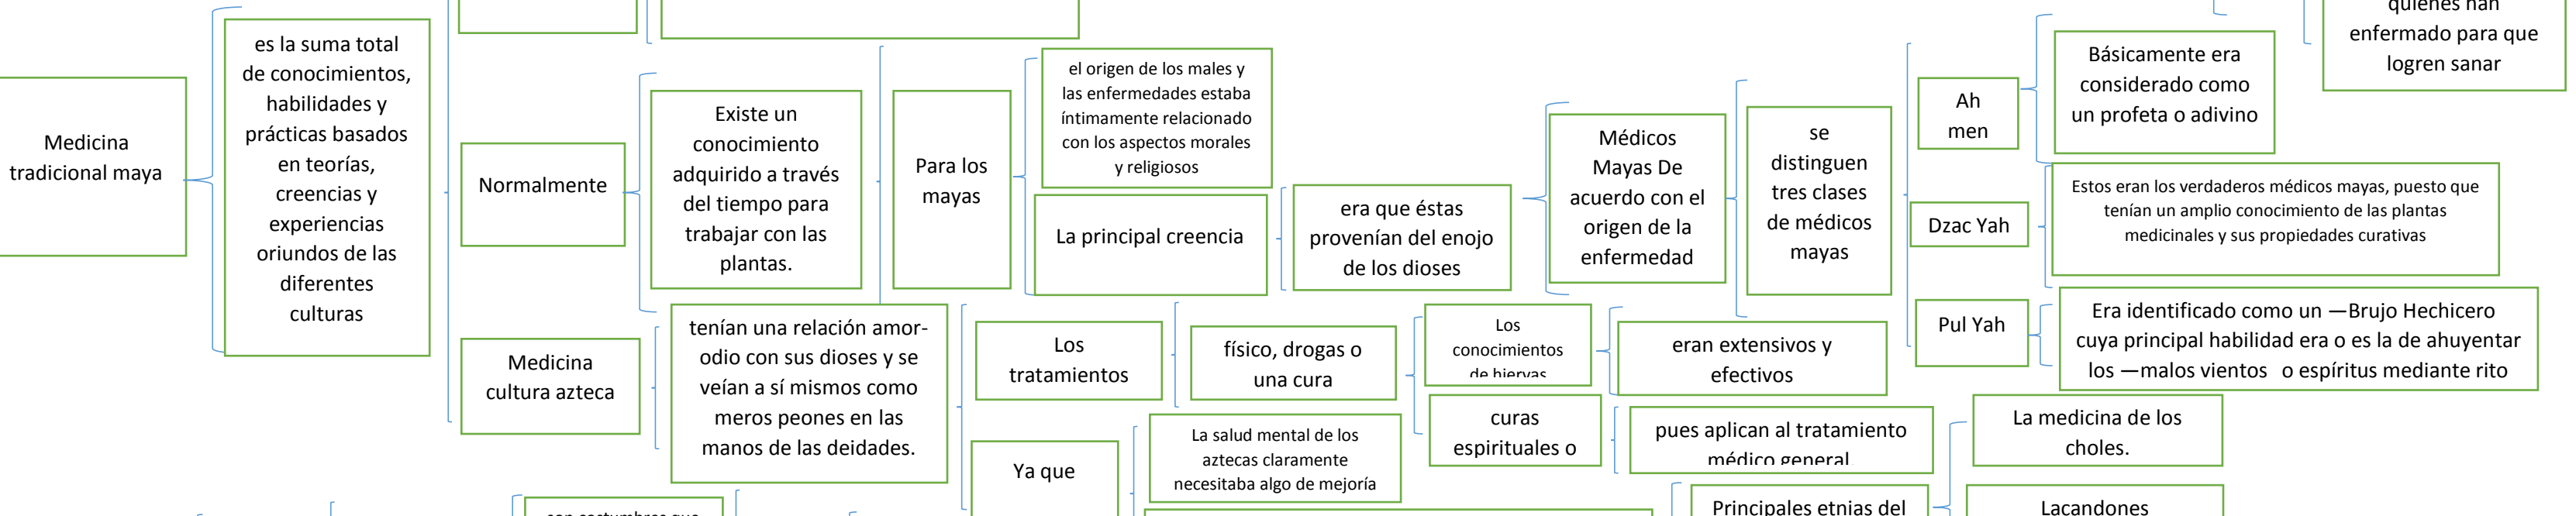 Medicina
tradicional maya
es la suma total
de conocimientos,
habilidades y
prácticas basados
en teorías,
creencias y
experiencias
oriundos de las
diferentes
culturas
Normalmente
Existe un
conocimiento
adquirido a través
del tiempo para
trabajar con las
plantas.
Para los
mayas
el origen de los males y
las enfermedades estaba
íntimamente relacionado
con los aspectos morales
y religiosos
La principal creencia
era que éstas
provenían del enojo
de los dioses
Médicos
Mayas De
acuerdo con el
origen de la
enfermedad
se
distinguen
tres clases
de médicos
mayas
Ah
men
Básicamente era
considerado como
un profeta o adivino
quienes han
enfermado para que
logren sanar
Dzac Yah
Estos eran los verdaderos médicos mayas, puesto que
tenían un amplio conocimiento de las plantas
medicinales y sus propiedades curativas
Pul Yah
Era identificado como un —Brujo Hechicero
cuya principal habilidad era o es la de ahuyentar
los —malos vientos o espíritus mediante rito
Medicina
cultura azteca
tenían una relación amor-
odio con sus dioses y se
veían a sí mismos como
meros peones en las
manos de las deidades.
Los
tratamientos
físico, drogas o
una cura
Los
conocimientos
de hiervas
eran extensivos y
efectivos
curas
espirituales o
pues aplican al tratamiento
médico general
Ya que
La salud mental de los
aztecas claramente
necesitaba algo de mejoría
Principales etnias del
La medicina de los
choles.
Lacandones
son costumbres que